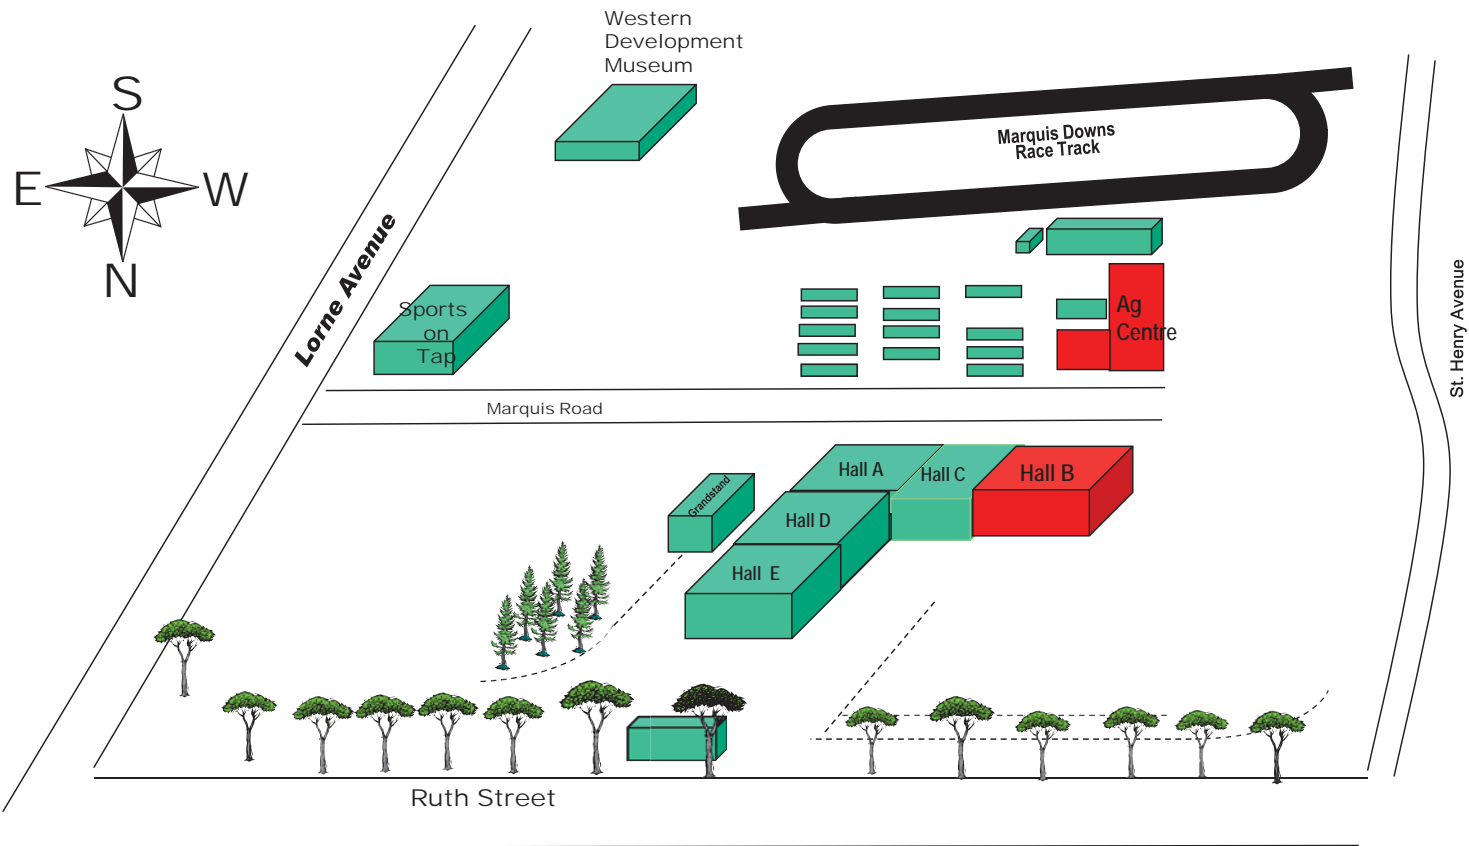 Western
Development
Museum
S
E
W
N
Marquis Downs
Race Track
Lorne Avenue
St. Henry Avenue
Sports
on
Tap
Ag
Centre
Marquis Road
Hall A
Hall C
Hall B
Grandstand
Hall D
Hall E
Ruth Street